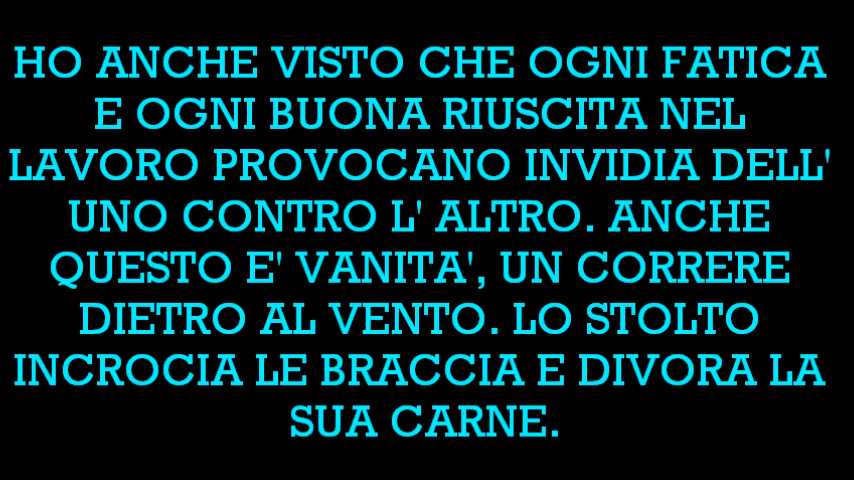 HO ANCHE VISTO CHE OGNI FATICA
E OGNI BUONA RIUSCITA NEL
LAVORO PROVOCANO INVIDIA DELL'
UNO CONTRO L' ALTRO. ANCHE
QUESTO E' VANITA', UN CORRERE
DIETRO AL VENTO. LO STOLTO
INCROCIA LE BRACCIA E DIVORA LA
SUA CARNE.